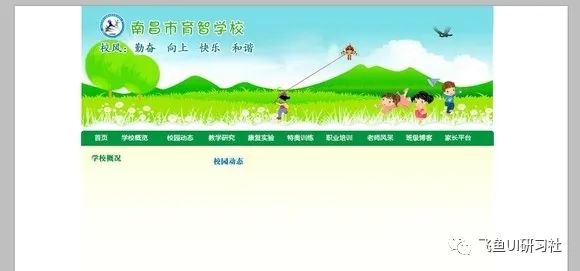 南昌市育智学校
校风：勤奋 向上 快乐 和谐
首页 学校概览 校园动态 教学研究 康复实验 特奥训练 职业培训 老师风采 班级博客 家长平台
学校概况 校园动态
飞鱼UI研习社